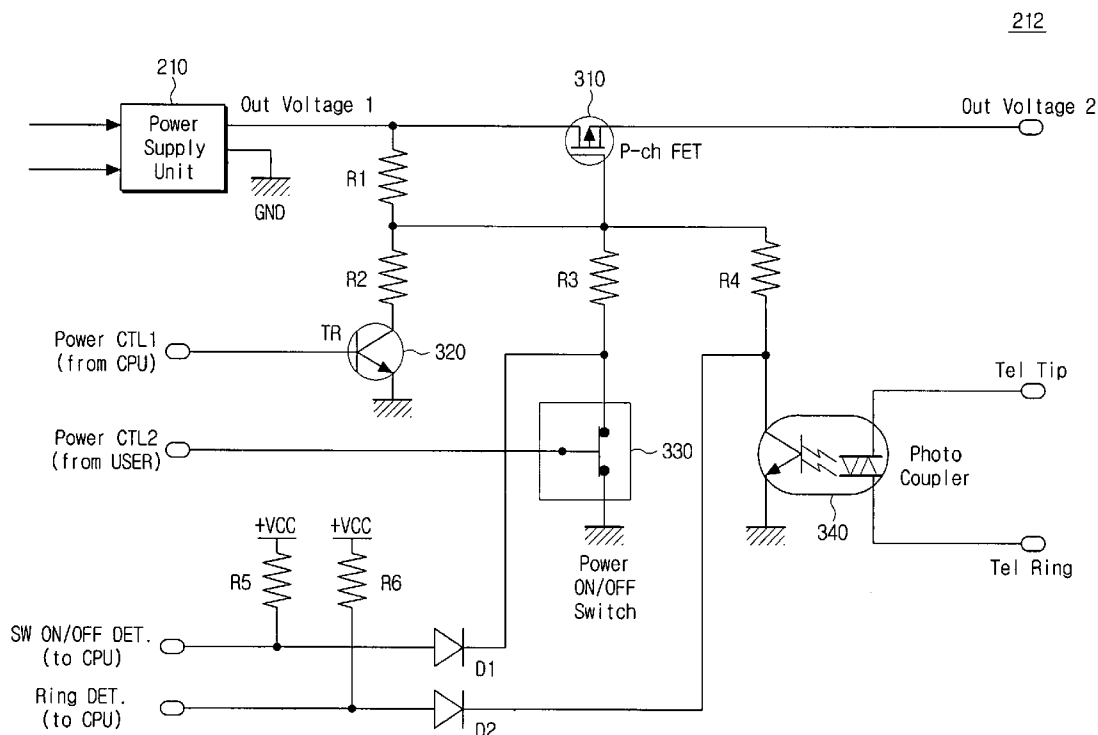 212
210
310
Out Voltage 1
Out Voltage 2
Power
Supply
Unit
P-ch FET
GND
R1
R2
R3
R4
Power CTL1
(from CPU)
TR
320
Tel Tip
Power CTL2
(from USER)
330
Photo
Coupler
340
+VCC
+VCC
R5
R6
Power
ON/OFF
Switch
Tel Ring
SW ON/OFF DET.
(to CPU)
D1
Ring DET.
(to CPU)
D2